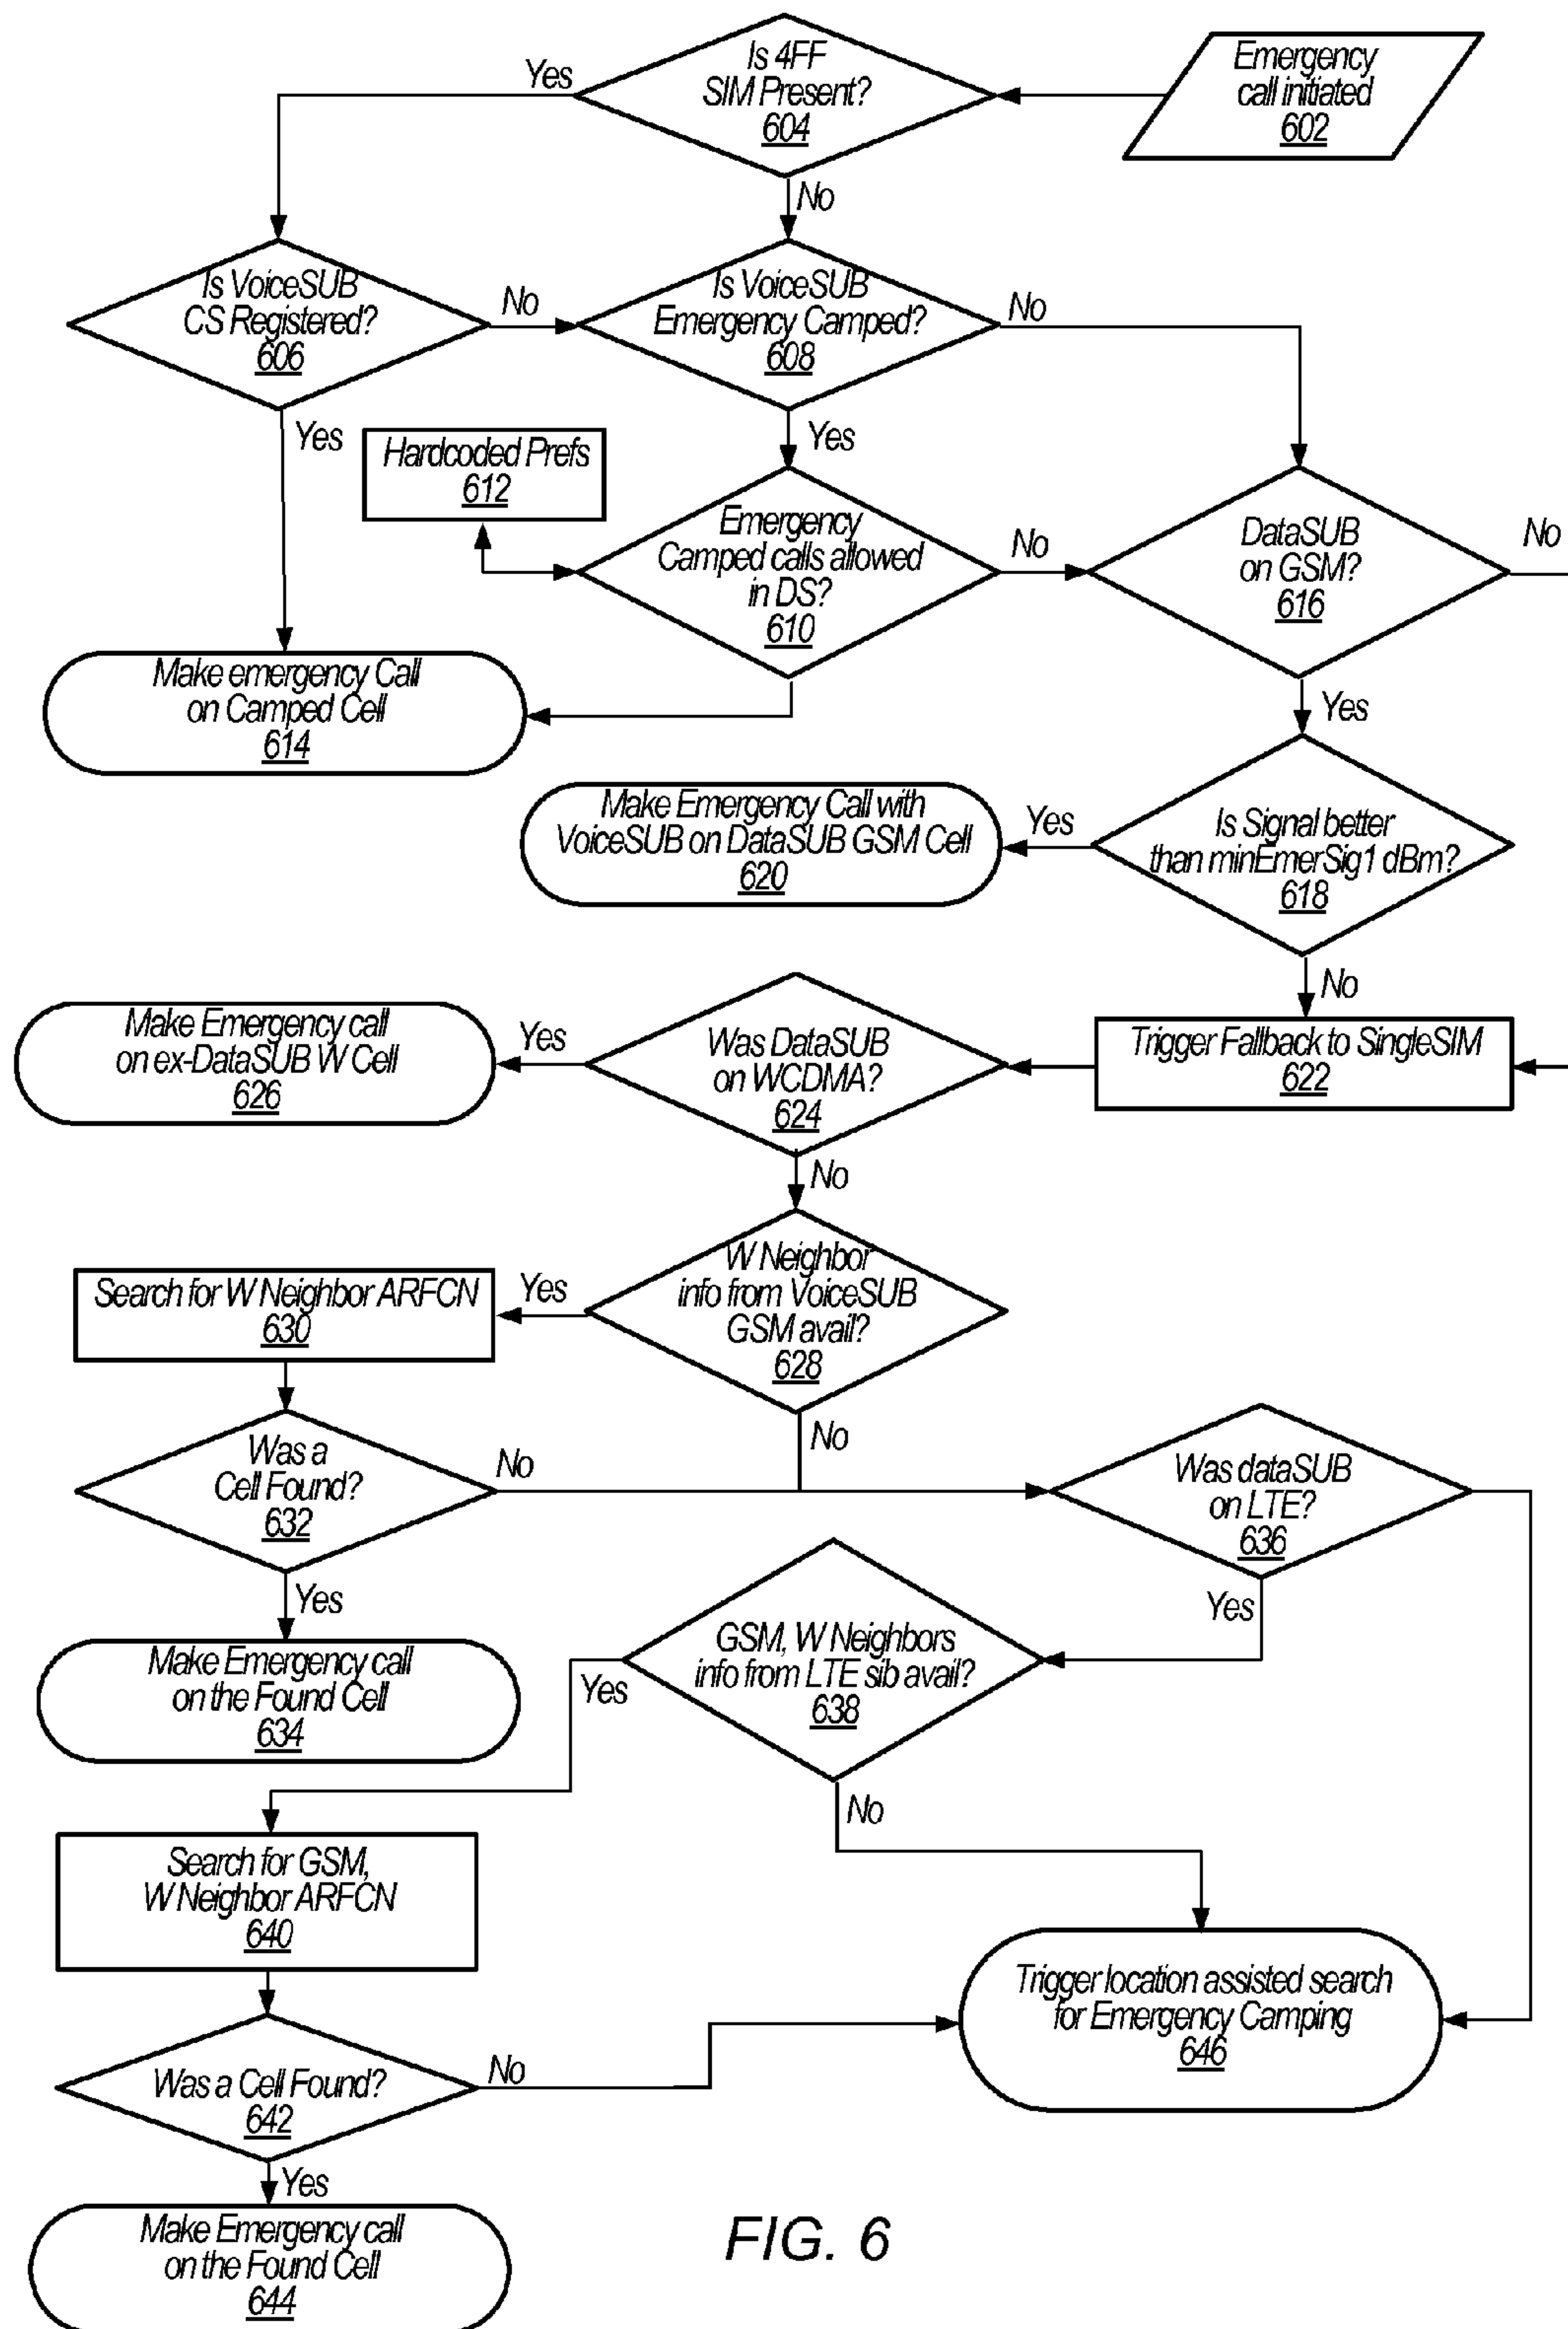 Is 4FF
SIM Present?
604
Emergency
call initiated
602
Yes
No
Is VoiceSUB
CS Registered?
606
No
Is VoiceSUB
Emergency Camped?
608
No
Yes
Hardcoded Prefs
612
Yes
Emergency
Camped calls allowed
in DS?
610
No
DataSUB
on GSM?
616
No
Make emergency Call
on Camped Cell
614
Yes
Make Emergency Call with
VoiceSUB on DataSUB GSM Cell
620
Yes
Is Signal better
than minEmerSig1 dBm?
618
No
Make Emergency call
on ex-DataSUB W Cell
626
Yes
Was DataSUB
on WCDMA?
624
Trigger Fallback to SingleSIM
622
No
Search for W Neighbor ARFCN
630
Yes
W Neighbor
info from VoiceSUB
GSM avail?
628
No
Was a
Cell Found?
632
No
Was dataSUB
on LTE?
636
Yes
Yes
Make Emergency call
on the Found Cell
634
GSM, W Neighbors
info from LTE sib avail?
638
Yes
No
Search for GSM,
W Neighbor ARFCN
640
Trigger location assisted search
for Emergency Camping
646
Was a Cell Found?
642
No
Yes
Make Emergency call
on the Found Cell
644
FIG. 6